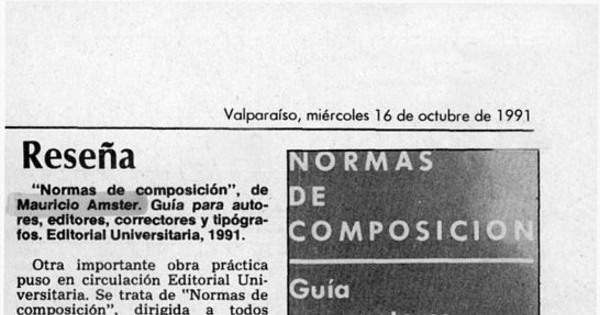 Valparaíso, miércoles 16 de octubre de 1991
Reseña
"Normas de composición", de
Mauricio Amster. Guía para auto-
res, editores, correctores y tipógra-
fos. Editorial Universitaria, 1991.
Otra importante obra práctica
puso en circulación Editorial Uni-
versitaria. Se trata de "Normas de
composición", dirigida a todos
NORMAS
DE
COMPOSICION
Guía